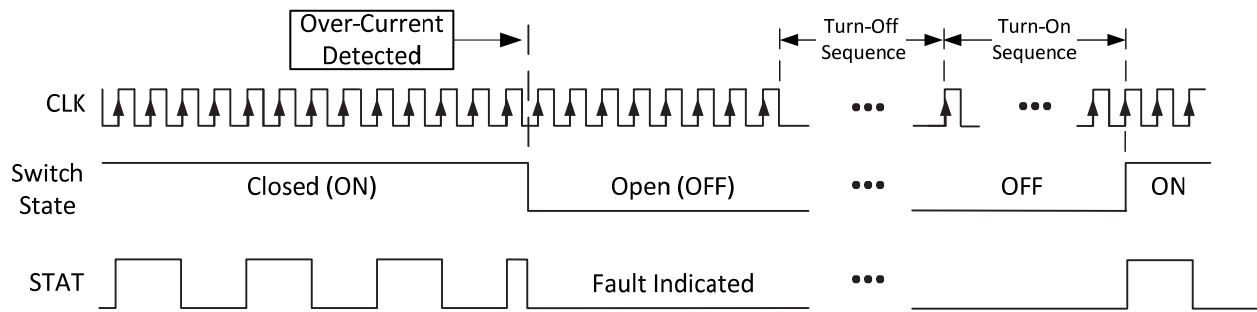 Over-Current
Detected
Turn-Off
Sequence
Turn-On
Sequence
CLK
•••
•••
Switch
State
Closed (ON)
Open (OFF)
•••
OFF
ON
STAT
Fault Indicated
•••